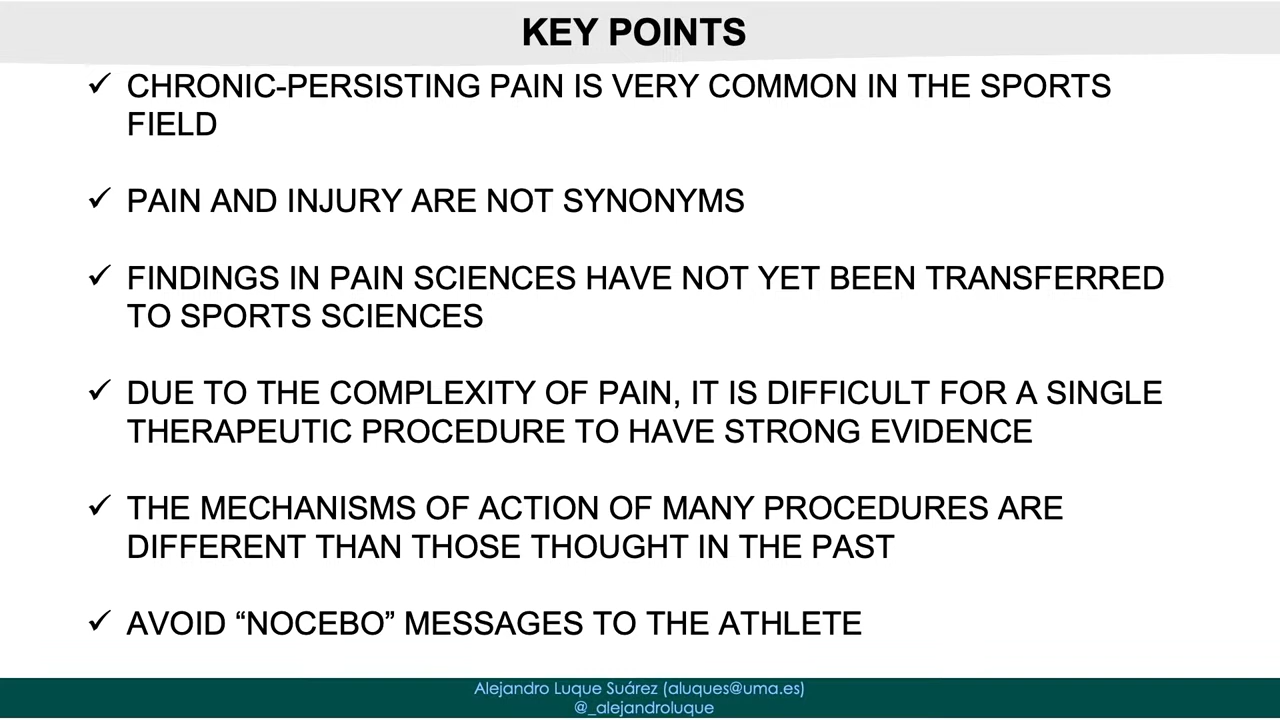 KEY POINTS
✓ CHRONIC-PERSISTING PAIN IS VERY COMMON IN THE SPORTS
FIELD
✓ PAIN AND INJURY ARE NOT SYNONYMS
✓ FINDINGS IN PAIN SCIENCES HAVE NOT YET BEEN TRANSFERRED
TO SPORTS SCIENCES
✓ DUE TO THE COMPLEXITY OF PAIN, IT IS DIFFICULT FOR A SINGLE
THERAPEUTIC PROCEDURE TO HAVE STRONG EVIDENCE
✓ THE MECHANISMS OF ACTION OF MANY PROCEDURES ARE
DIFFERENT THAN THOSE THOUGHT IN THE PAST
✓ AVOID “NOCEBO” MESSAGES TO THE ATHLETE
Alejandro Luque Suárez (aluques@uma.es)
@_alejandroluque